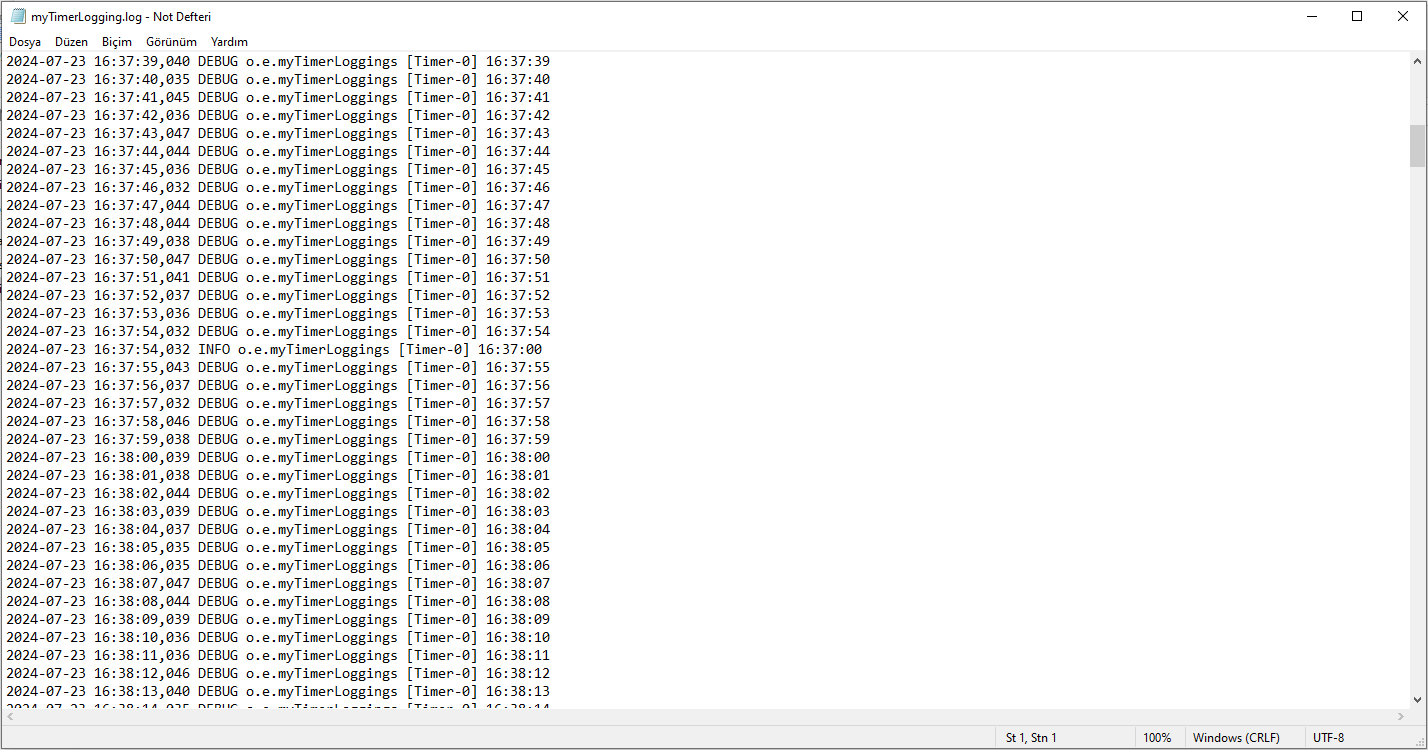 myTimerLogging.log - Not Defteri
Dosya Düzen Biçim Görünüm Yardım
2024-07-23 16:37:39,040 DEBUG o.e.myTimerLoggings [Timer-0] 16:37:39
2024-07-23 16:37:40,035 DEBUG o.e.myTimerLoggings [Timer-0] 16:37:40
2024-07-23 16:37:41,045 DEBUG o.e.myTimerLoggings [Timer-0] 16:37:41
2024-07-23 16:37:42,036 DEBUG o.e.myTimerLoggings [Timer-0] 16:37:42
2024-07-23 16:37:43,047 DEBUG o.e.myTimerLoggings [Timer-0] 16:37:43
2024-07-23 16:37:44,044 DEBUG o.e.myTimerLoggings [Timer-0] 16:37:44
2024-07-23 16:37:45,036 DEBUG o.e.myTimerLoggings [Timer-0] 16:37:45
2024-07-23 16:37:46,032 DEBUG o.e.myTimerLoggings [Timer-0] 16:37:46
2024-07-23 16:37:47,044 DEBUG o.e.myTimerLoggings [Timer-0] 16:37:47
2024-07-23 16:37:48,044 DEBUG o.e.myTimerLoggings [Timer-0] 16:37:48
2024-07-23 16:37:49,038 DEBUG o.e.myTimerLoggings [Timer-0] 16:37:49
2024-07-23 16:37:50,047 DEBUG o.e.myTimerLoggings [Timer-0] 16:37:50
2024-07-23 16:37:51,041 DEBUG o.e.myTimerLoggings [Timer-0] 16:37:51
2024-07-23 16:37:52,037 DEBUG o.e.myTimerLoggings [Timer-0] 16:37:52
2024-07-23 16:37:53,036 DEBUG o.e.myTimerLoggings [Timer-0] 16:37:53
2024-07-23 16:37:54,032 DEBUG o.e.myTimerLoggings [Timer-0] 16:37:54
2024-07-23 16:37:54,032 INFO o.e.myTimerLoggings [Timer-0] 16:37:00
2024-07-23 16:37:55,043 DEBUG o.e.myTimerLoggings [Timer-0] 16:37:55
2024-07-23 16:37:56,037 DEBUG o.e.myTimerLoggings [Timer-0] 16:37:56
2024-07-23 16:37:57,032 DEBUG o.e.myTimerLoggings [Timer-0] 16:37:57
2024-07-23 16:37:58,046 DEBUG o.e.myTimerLoggings [Timer-0] 16:37:58
2024-07-23 16:37:59,038 DEBUG o.e.myTimerLoggings [Timer-0] 16:37:59
2024-07-23 16:38:00,039 DEBUG o.e.myTimerLoggings [Timer-0] 16:38:00
2024-07-23 16:38:01,038 DEBUG o.e.myTimerLoggings [Timer-0] 16:38:01
2024-07-23 16:38:02,044 DEBUG o.e.myTimerLoggings [Timer-0] 16:38:02
2024-07-23 16:38:03,039 DEBUG o.e.myTimerLoggings [Timer-0] 16:38:03
2024-07-23 16:38:04,037 DEBUG o.e.myTimerLoggings [Timer-0] 16:38:04
2024-07-23 16:38:05,035 DEBUG o.e.myTimerLoggings [Timer-0] 16:38:05
2024-07-23 16:38:06,035 DEBUG o.e.myTimerLoggings [Timer-0] 16:38:06
2024-07-23 16:38:07,047 DEBUG o.e.myTimerLoggings [Timer-0] 16:38:07
2024-07-23 16:38:08,044 DEBUG o.e.myTimerLoggings [Timer-0] 16:38:08
2024-07-23 16:38:09,039 DEBUG o.e.myTimerLoggings [Timer-0] 16:38:09
2024-07-23 16:38:10,036 DEBUG o.e.myTimerLoggings [Timer-0] 16:38:10
2024-07-23 16:38:11,036 DEBUG o.e.myTimerLoggings [Timer-0] 16:38:11
2024-07-23 16:38:12,046 DEBUG o.e.myTimerLoggings [Timer-0] 16:38:12
2024-07-23 16:38:13,040 DEBUG o.e.myTimerLoggings [Timer-0] 16:38:13
St 1, Stn 1 100% Windows (CRLF) UTF-8